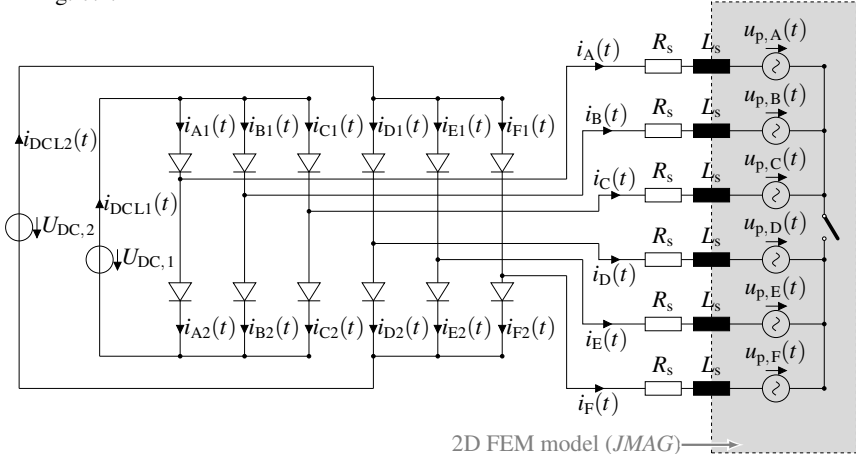 i_A(t) R_s L_s u_p,A(t)
i_B(t) R_s L_s u_p,B(t)
i_DCL2(t) i_A1(t) i_B1(t) i_C1(t) i_D1(t) i_E1(t) i_F1(t)
i_C(t) R_s L_s u_p,C(t)
i_DCL1(t)
U_DC,2
U_DC,1
i_D(t) R_s L_s u_p,D(t)
i_A2(t) i_B2(t) i_C2(t) i_D2(t) i_E2(t) i_F2(t)
i_E(t) R_s L_s u_p,E(t)
i_F(t) R_s L_s u_p,F(t)
2D FEM model (JMAG)